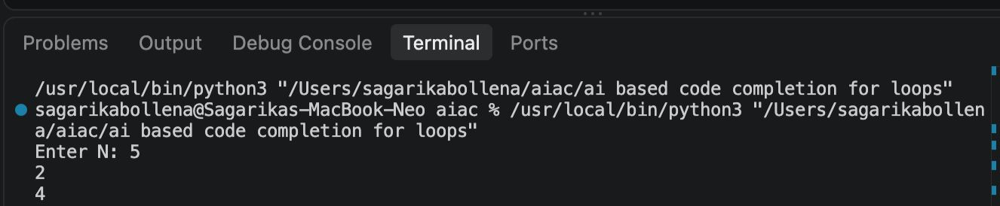 Problems Output Debug Console Terminal Ports
/usr/local/bin/python3 "/Users/sagarikabollena/aiac/ai based code completion for loops"
sagarikabollena@Sagarikas-MacBook-Neo aiac % /usr/local/bin/python3 "/Users/sagarikabollen
a/aiac/ai based code completion for loops"
Enter N: 5
2
4